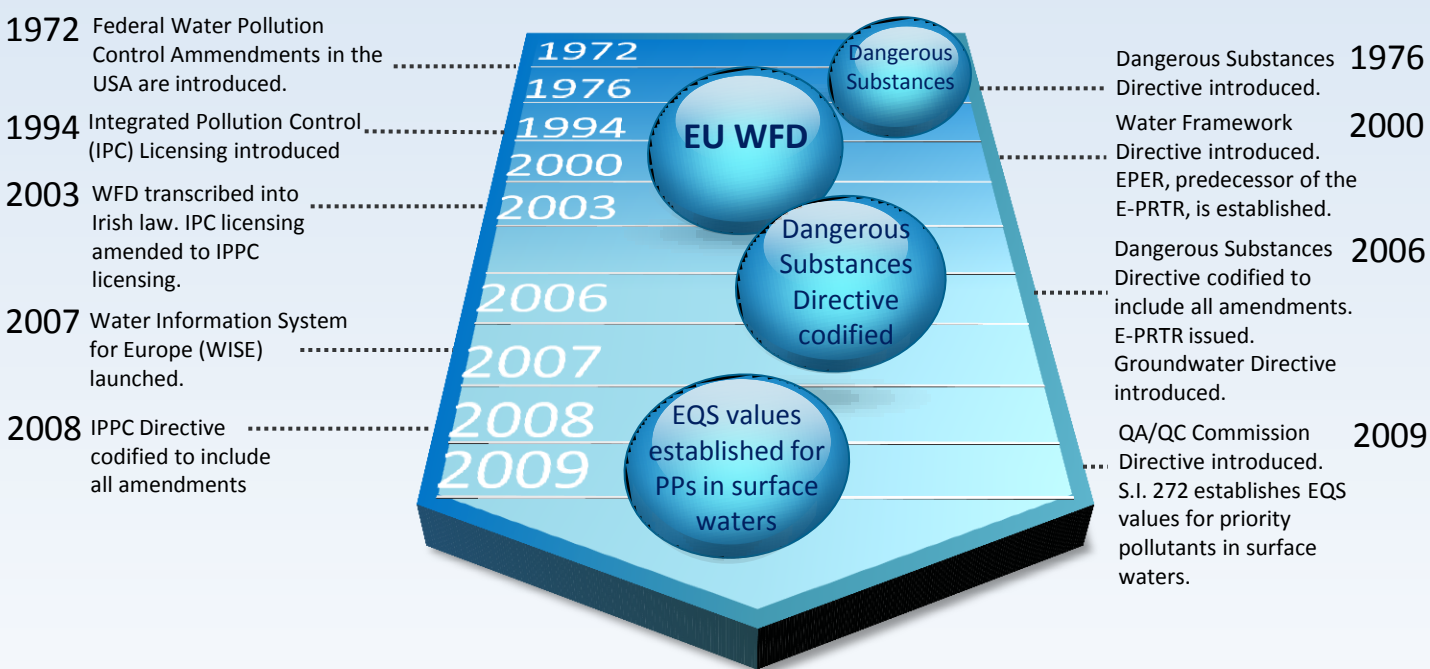 1972 Federal Water Pollution
Control Ammendments in the
USA are introduced.
1994 Integrated Pollution Control
(IPC) Licensing introduced
2003 WFD transcribed into
Irish law. IPC licensing
amended to IPPC
licensing.
2007 Water Information System
for Europe (WISE)
launched.
2008 IPPC Directive
codified to include
all amendments
1972
1976
1994
2000
2003
2006
2007
2008
2009
Dangerous
Substances
EU WFD
Dangerous
Substances
Directive
codified
EQS values
established for
PPs in surface
waters
Dangerous Substances 1976
Directive introduced.
Water Framework 2000
Directive introduced.
EPER, predecessor of the
E-PRTR, is established.
Dangerous Substances 2006
Directive codified to
include all amendments.
E-PRTR issued.
Groundwater Directive
introduced.
QA/QC Commission 2009
Directive introduced.
S.I. 272 establishes EQS
values for priority
pollutants in surface
waters.